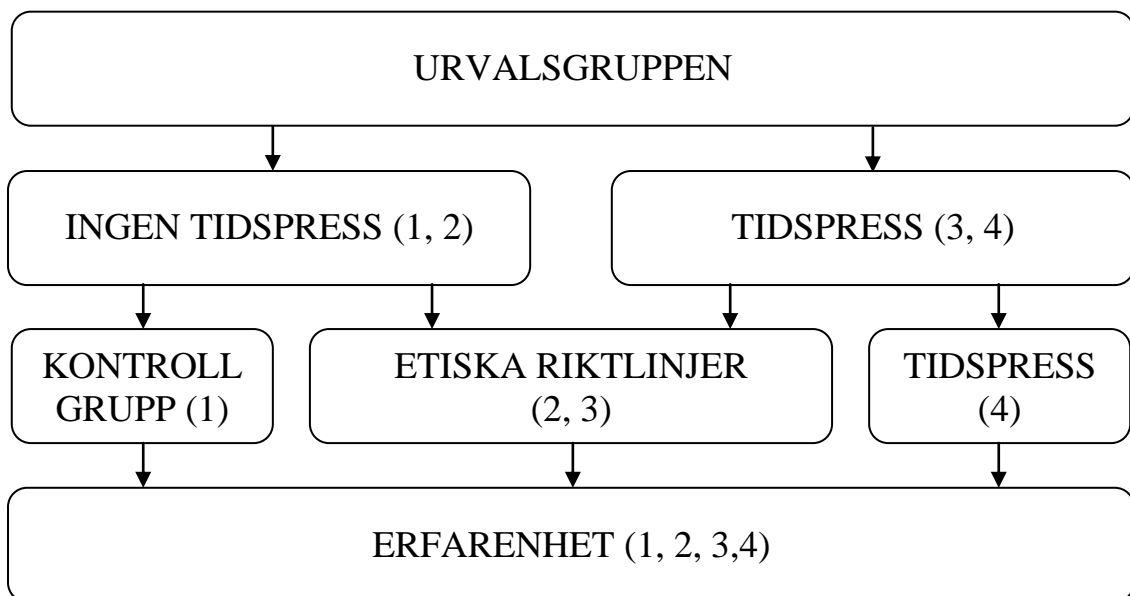 URVALSGRUPPEN
INGEN TIDSPRESS (1, 2)
TIDSPRESS (3, 4)
KONTROLL
GRUPP (1)
ETISKA RIKTLINJER
(2, 3)
TIDSPRESS
(4)
ERFARENHET (1, 2, 3,4)